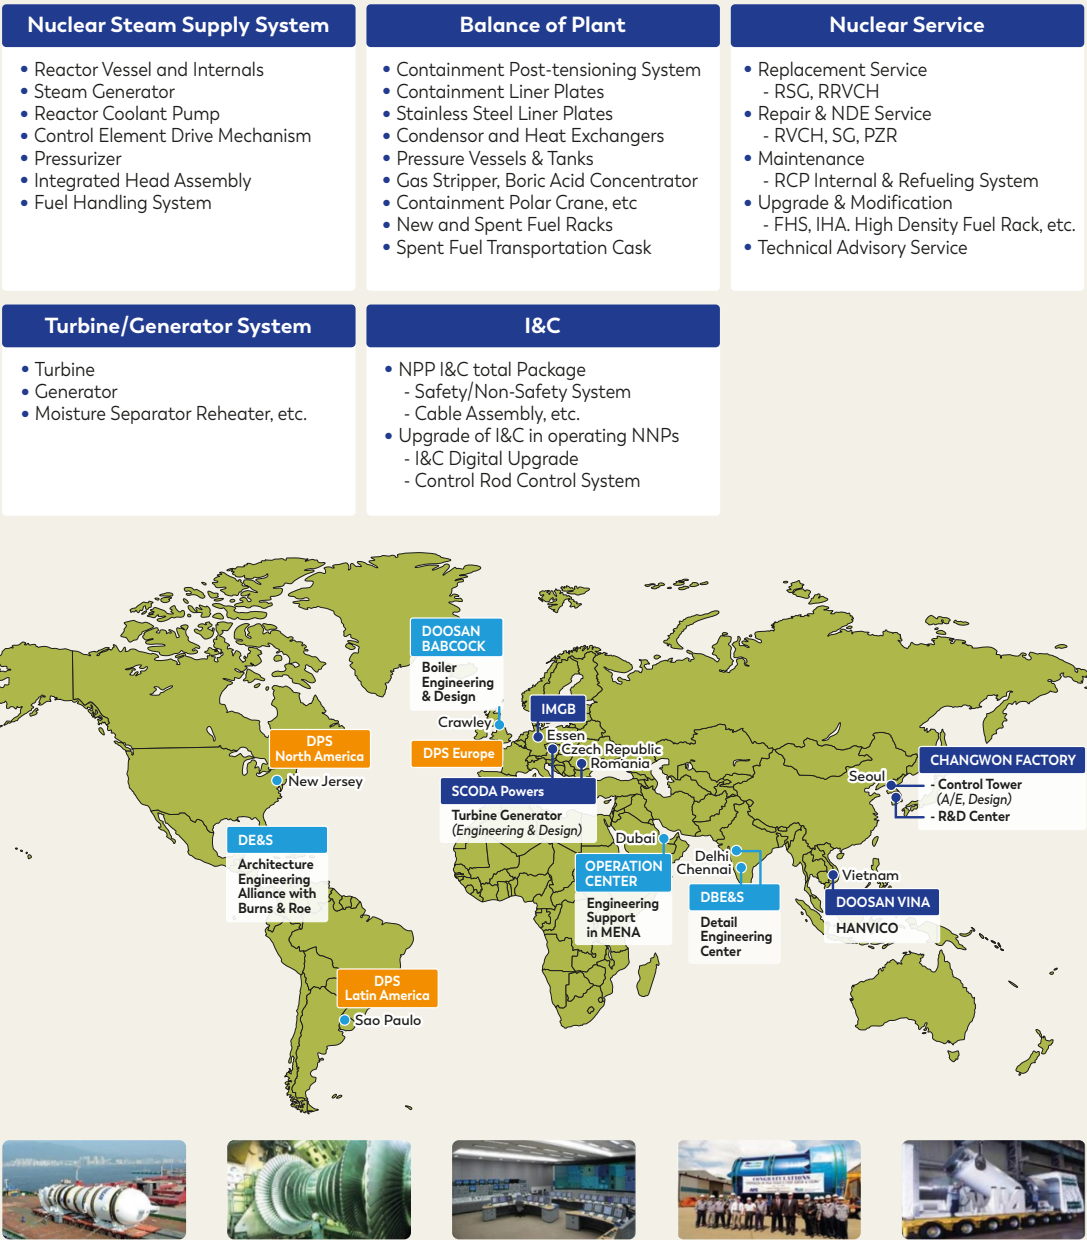 Nuclear Steam Supply System
• Reactor Vessel and Internals
• Steam Generator
• Reactor Coolant Pump
• Control Element Drive Mechanism
• Pressurizer
• Integrated Head Assembly
• Fuel Handling System
Balance of Plant
• Containment Post-tensioning System
• Containment Liner Plates
• Stainless Steel Liner Plates
• Condensor and Heat Exchangers
• Pressure Vessels & Tanks
• Gas Stripper, Boric Acid Concentrator
• Containment Polar Crane, etc
• New and Spent Fuel Racks
• Spent Fuel Transportation Cask
Nuclear Service
• Replacement Service
- RSG, RRVCH
• Repair & NDE Service
- RVCH, SG, PZR
• Maintenance
- RCP Internal & Refueling System
• Upgrade & Modification
- FHS, IHA. High Density Fuel Rack, etc.
• Technical Advisory Service
Turbine/Generator System
• Turbine
• Generator
• Moisture Separator Reheater, etc.
I&C
• NPP I&C total Package
- Safety/Non-Safety System
- Cable Assembly, etc.
• Upgrade of I&C in operating NNPs
- I&C Digital Upgrade
- Control Rod Control System
DOOSAN
BABCOCK
Boiler
Engineering
& Design
Crawley
IMGB
Essen
Czech Republic
Romania
DPS Europe
DPS
North America
New Jersey
SCODA Powers
Turbine Generator
(Engineering & Design)
DE&S
Architecture
Engineering
Alliance with
Burns & Roe
Dubai
OPERATION
CENTER
Engineering
Support
in MENA
Delhi
Chennai
DBE&S
Detail
Engineering
Center
Seoul
CHANGWON FACTORY
- Control Tower
(A/E, Design)
- R&D Center
Vietnam
DOOSAN VINA
HANVICO
DPS
Latin America
Sao Paulo
CONGRATULATIONS